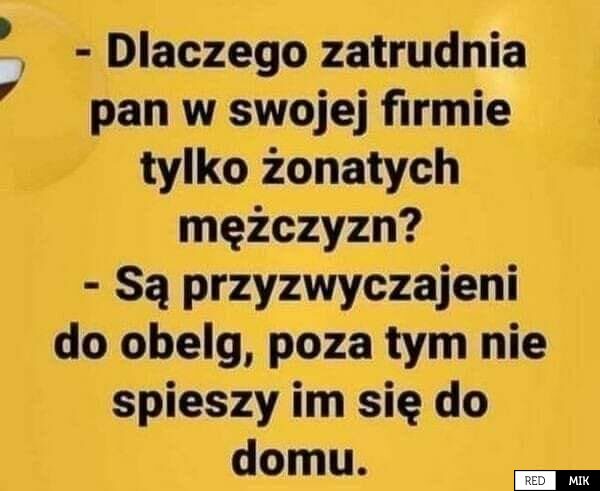 - Dlaczego zatrudnia
pan w swojej firmie
tylko żonatych
mężczyzn?
- Są przyzwyczajeni
do obelg, poza tym nie
spieszy im się do
domu.
RED MIK